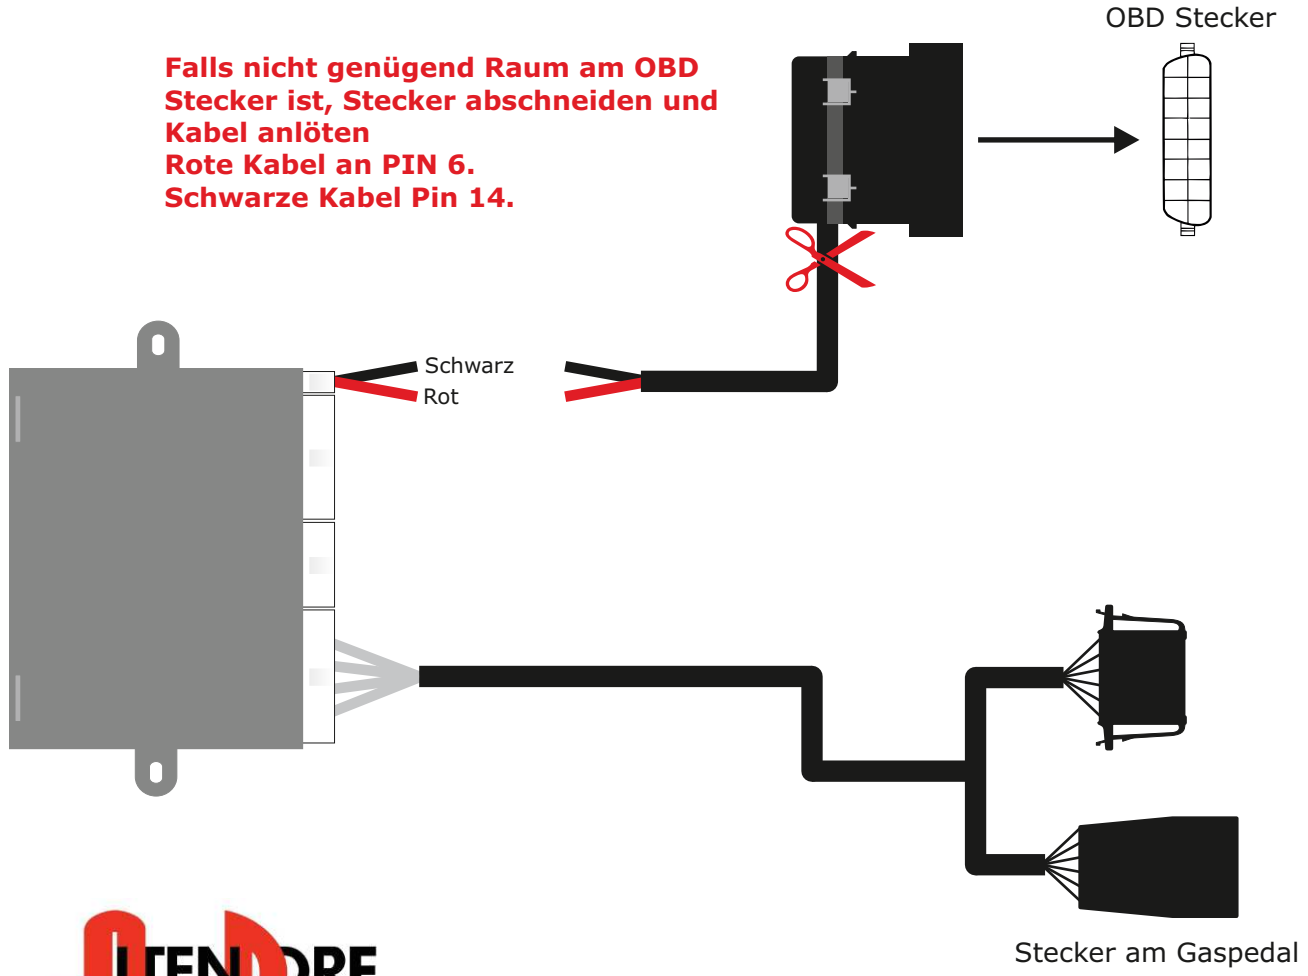 OBD Stecker
Falls nicht genügend Raum am OBD
Stecker ist, Stecker abschneiden und
Kabel anlöten
Rote Kabel an PIN 6.
Schwarze Kabel Pin 14.
Schwarz
Rot
Stecker am Gaspedal